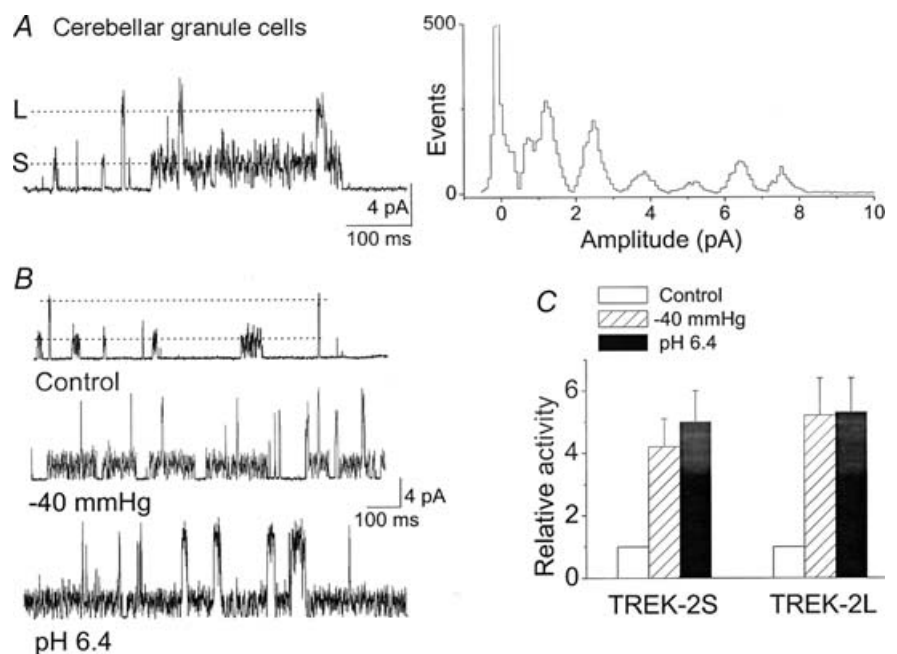 A Cerebellar granule cells
L
S
4 pA
100 ms
500
Events
0
0 2 4 6 8 10
Amplitude (pA)
B
Control
-40 mmHg
4 pA
100 ms
pH 6.4
C
Control
-40 mmHg
pH 6.4
Relative activity
6
4
2
0
TREK-2S TREK-2L